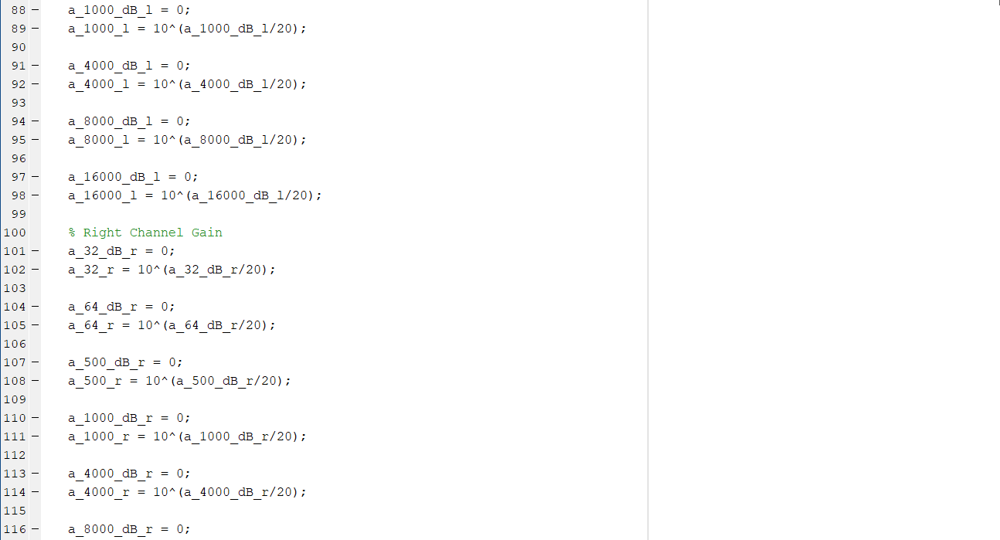 88 – a_1000_dB_l = 0;
89 – a_1000_l = 10^(a_1000_dB_l/20);
90
91 – a_4000_dB_l = 0;
92 – a_4000_l = 10^(a_4000_dB_l/20);
93
94 – a_8000_dB_l = 0;
95 – a_8000_l = 10^(a_8000_dB_l/20);
96
97 – a_16000_dB_l = 0;
98 – a_16000_l = 10^(a_16000_dB_l/20);
99
100 % Right Channel Gain
101 – a_32_dB_r = 0;
102 – a_32_r = 10^(a_32_dB_r/20);
103
104 – a_64_dB_r = 0;
105 – a_64_r = 10^(a_64_dB_r/20);
106
107 – a_500_dB_r = 0;
108 – a_500_r = 10^(a_500_dB_r/20);
109
110 – a_1000_dB_r = 0;
111 – a_1000_r = 10^(a_1000_dB_r/20);
112
113 – a_4000_dB_r = 0;
114 – a_4000_r = 10^(a_4000_dB_r/20);
115
116 – a_8000_dB_r = 0;